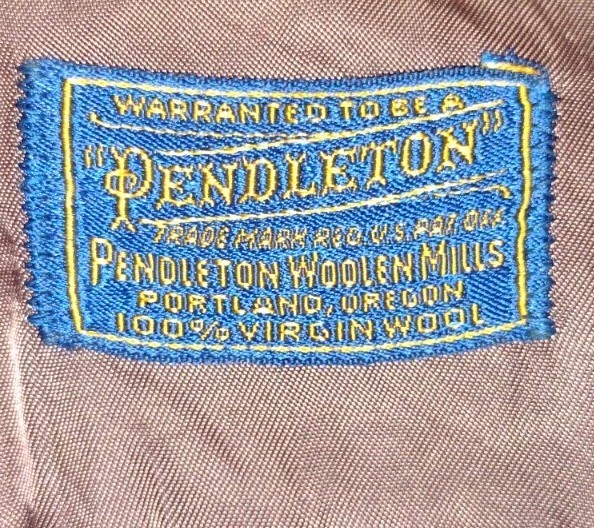 WARRANTED TO BE A
"PENDLETON"
TRADE MARK REG. U.S. PAT. OFF.
PENDLETON WOOLEN MILLS
PORTLAND, OREGON
100% VIRGIN WOOL